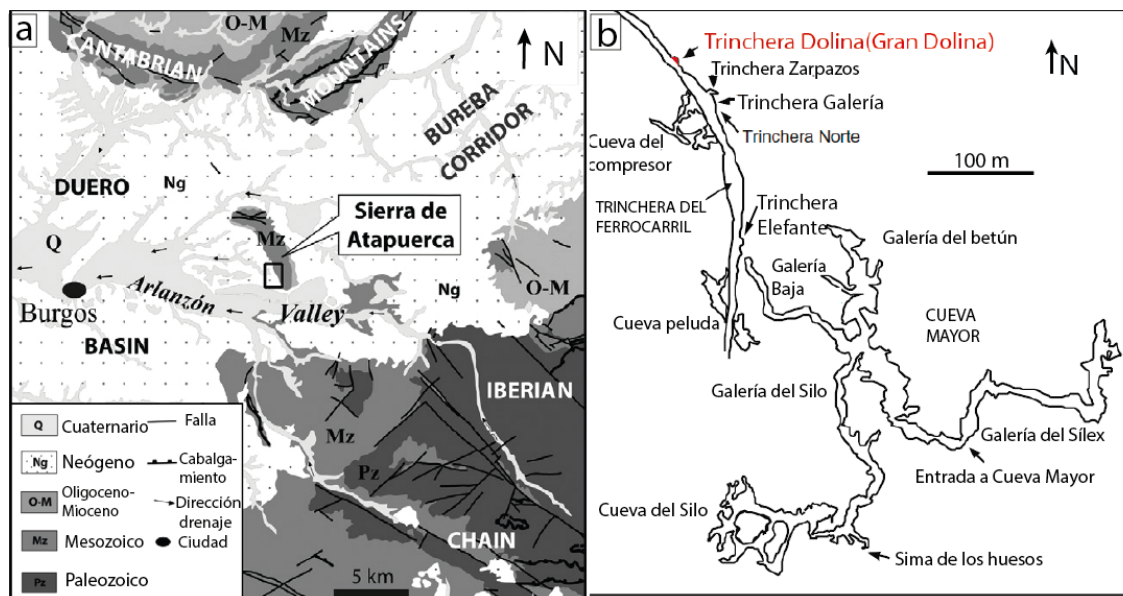 a
N
O-M
Mz
CANTABRIAN
MOUNTAINS
BUREBA
CORRIDOR
DUERO
Ng
Sierra de
Atapuerca
Q
Mz
O-M
Arlanzón
Valley
Ng
Burgos
BASIN
IBERIAN
Mz
Pz
CHAIN
5 km
Q Cuaternario
Falla
Ng Neógeno
Cabalga-
miento
O-M Oligoceno-
Mioceno
Dirección
drenaje
Mz Mesozoico
Ciudad
Pz Paleozoico
b
Trinchera Dolina(Gran Dolina)
N
Trinchera Zarpazos
Trinchera Galería
Trinchera Norte
Cueva del
compresor
100 m
TRINCHERA DEL
FERROCARRIL
Trinchera
Elefante
Galería del betún
Galería
Baja
Cueva peluda
CUEVA
MAYOR
Galería del Silo
Galería del Sílex
Entrada a Cueva Mayor
Cueva del Silo
Sima de los huesos